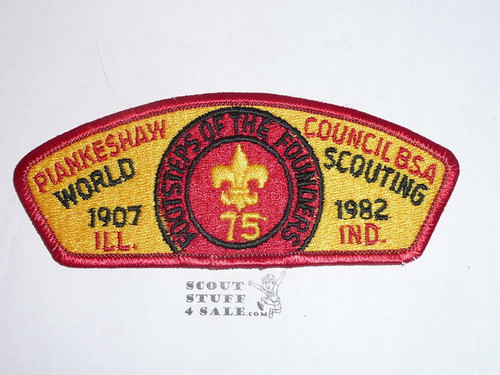 PIANKESHAW COUNCIL BSA
WORLD SCOUTING
1907 1982
ILL. IND.
FOOTSTEPS OF THE FOUNDERS
75
SCOUT
STUFF
4 SALE.com